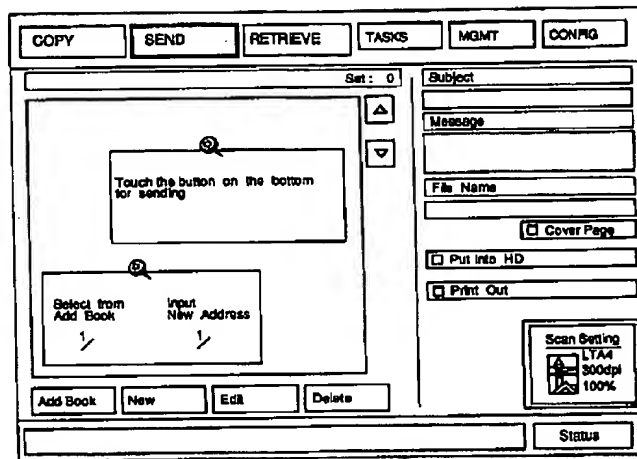 COPY SEND RETRIEVE TASKS MGMT CONFIG
Set : 0
Subject
Message
Touch the button on the bottom
for sending
File Name
Cover Page
Put Into HD
Print Out
Select from
Add Book
Input
New Address
Scan Setting
LTA4
300dpi
100%
Add Book New Edit Delete
Status